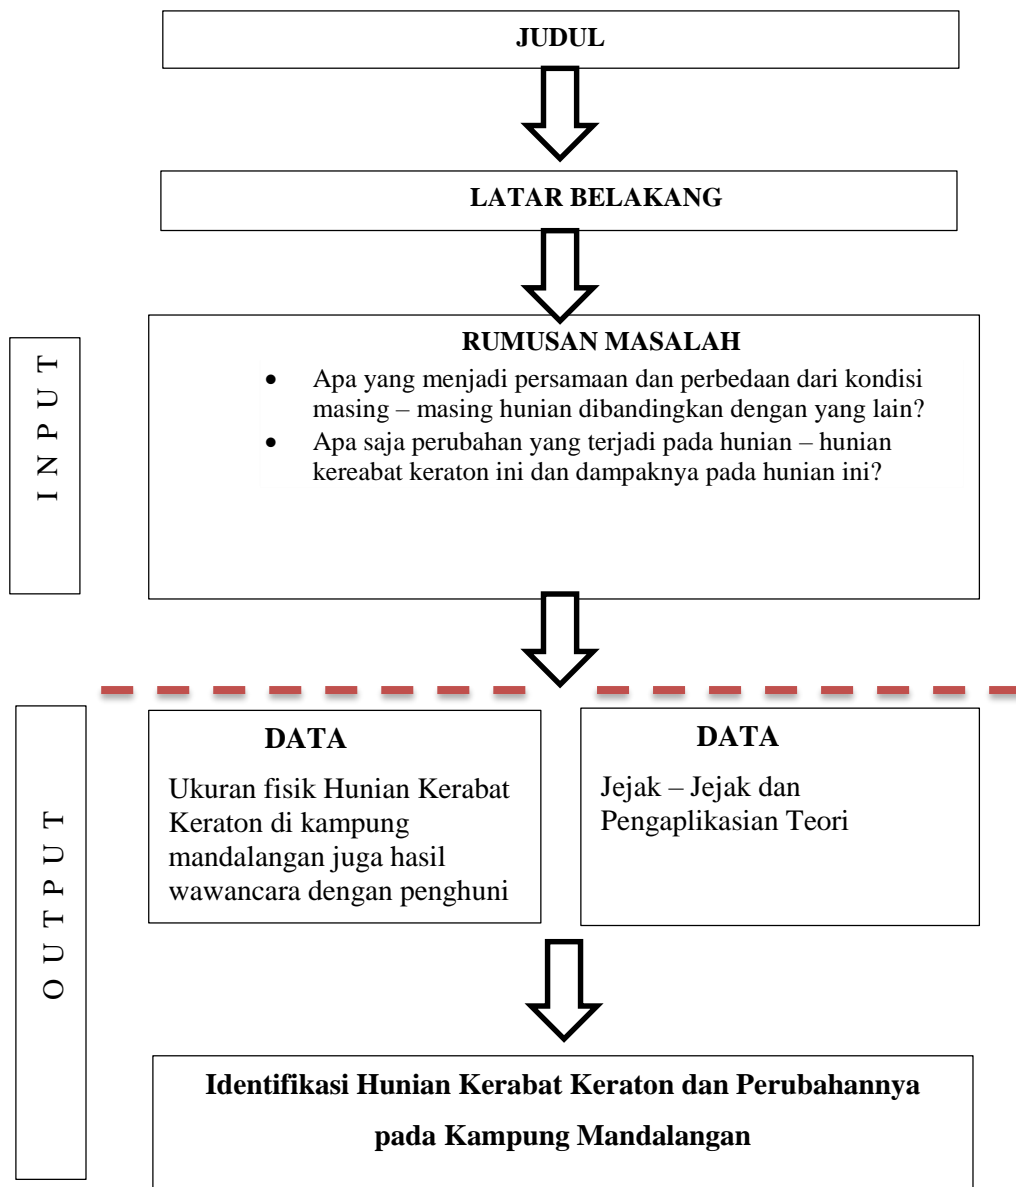 JUDUL
LATAR BELAKANG
INPUT
RUMUSAN MASALAH
• Apa yang menjadi persamaan dan perbedaan dari kondisi
masing – masing hunian dibandingkan dengan yang lain?
• Apa saja perubahan yang terjadi pada hunian – hunian
kereabat keraton ini dan dampaknya pada hunian ini?
OUTPUT
DATA
Ukuran fisik Hunian Kerabat
Keraton di kampung
mandalangan juga hasil
wawancara dengan penghuni
DATA
Jejak – Jejak dan
Pengaplikasian Teori
Identifikasi Hunian Kerabat Keraton dan Perubahannya
pada Kampung Mandalangan